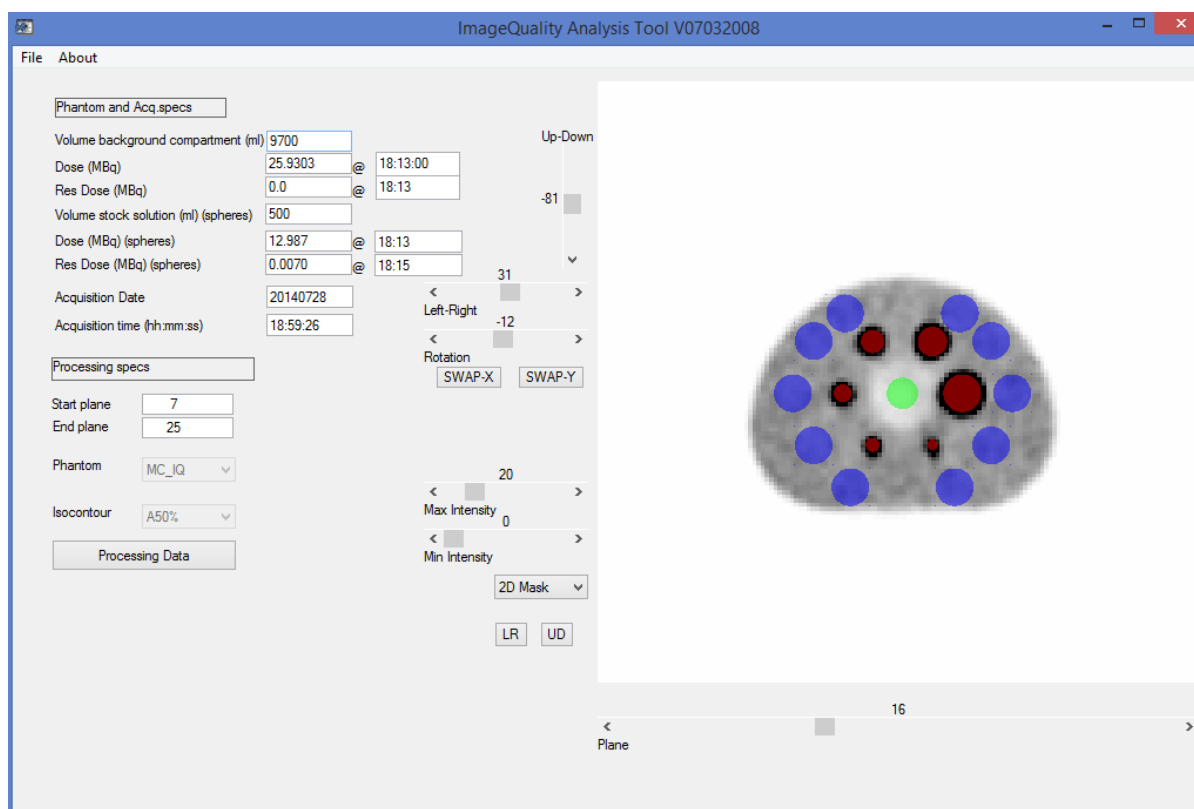 ImageQuality Analysis Tool V07032008
File About
Phantom and Acq.specs
Volume background compartment (ml) 9700
Dose (MBq) 25.9303 @ 18:13:00
Res Dose (MBq) 0.0 @ 18:13
Volume stock solution (ml) (spheres) 500
Dose (MBq) (spheres) 12.987 @ 18:13
Res Dose (MBq) (spheres) 0.0070 @ 18:15
Acquisition Date 20140728
Acquisition time (hh:mm:ss) 18:59:26
Processing specs
Start plane 7
End plane 25
Phantom MC_IQ
Isocontour A50%
Processing Data
Up-Down
-81
31
Left-Right
-12
Rotation
SWAP-X SWAP-Y
20
Max Intensity
0
Min Intensity
2D Mask
LR UD
16
Plane